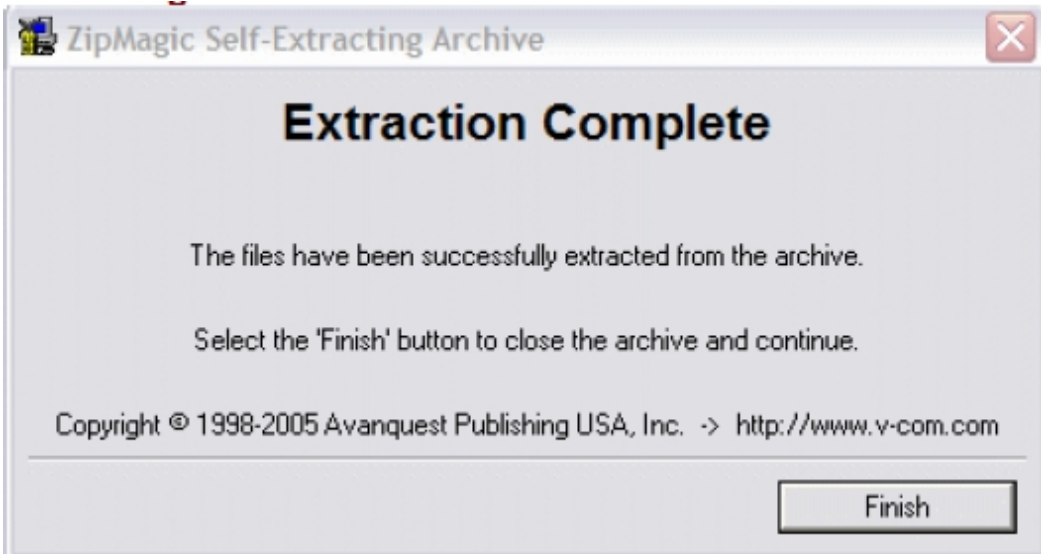 ZipMagic Self-Extracting Archive
Extraction Complete
The files have been successfully extracted from the archive.
Select the 'Finish' button to close the archive and continue.
Copyright © 1998-2005 Avanquest Publishing USA, Inc. -> http://www.v-com.com
Finish